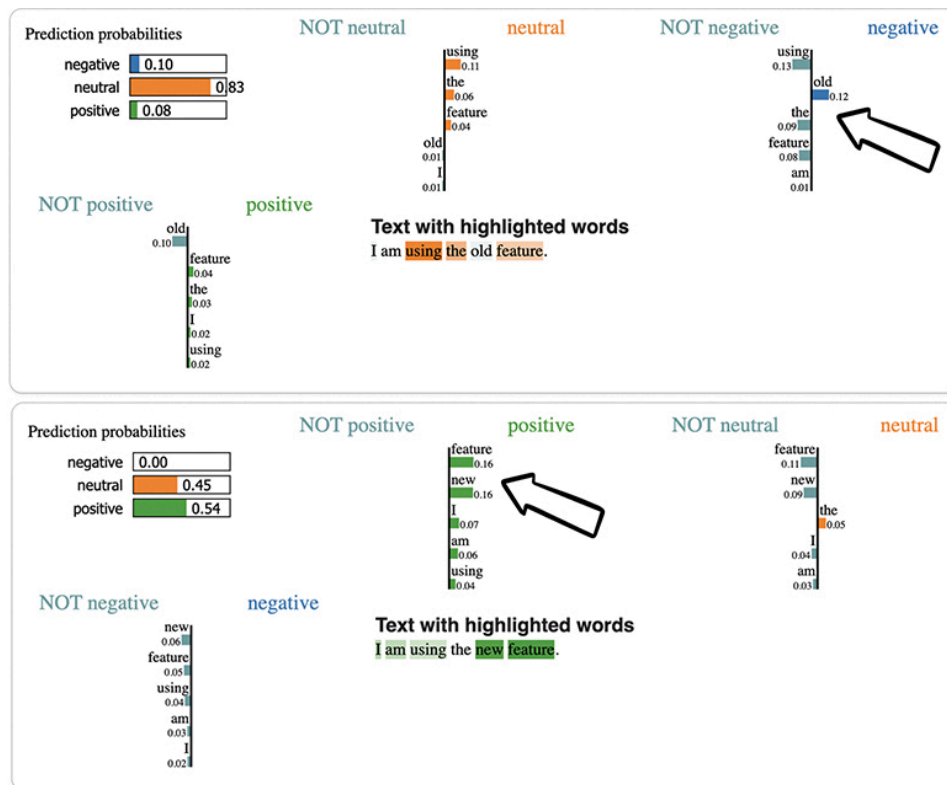 Prediction probabilities
negative 0.10
neutral 0.83
positive 0.08
NOT neutral neutral
using
0.11
the
0.06
feature
0.04
old
0.01
I
0.01
NOT negative negative
using
0.13
old
0.12
the
0.09
feature
0.08
am
0.01
NOT positive positive
old
0.10
feature
0.04
the
0.03
I
0.02
using
0.02
Text with highlighted words
I am using the old feature.
Prediction probabilities
negative 0.00
neutral 0.45
positive 0.54
NOT positive positive
feature
0.16
new
0.16
I
0.07
am
0.06
using
0.04
NOT neutral neutral
feature
0.11
new
0.09
the
0.05
I
0.04
am
0.03
NOT negative negative
new
0.06
feature
0.05
using
0.04
am
0.03
I
0.02
Text with highlighted words
I am using the new feature.